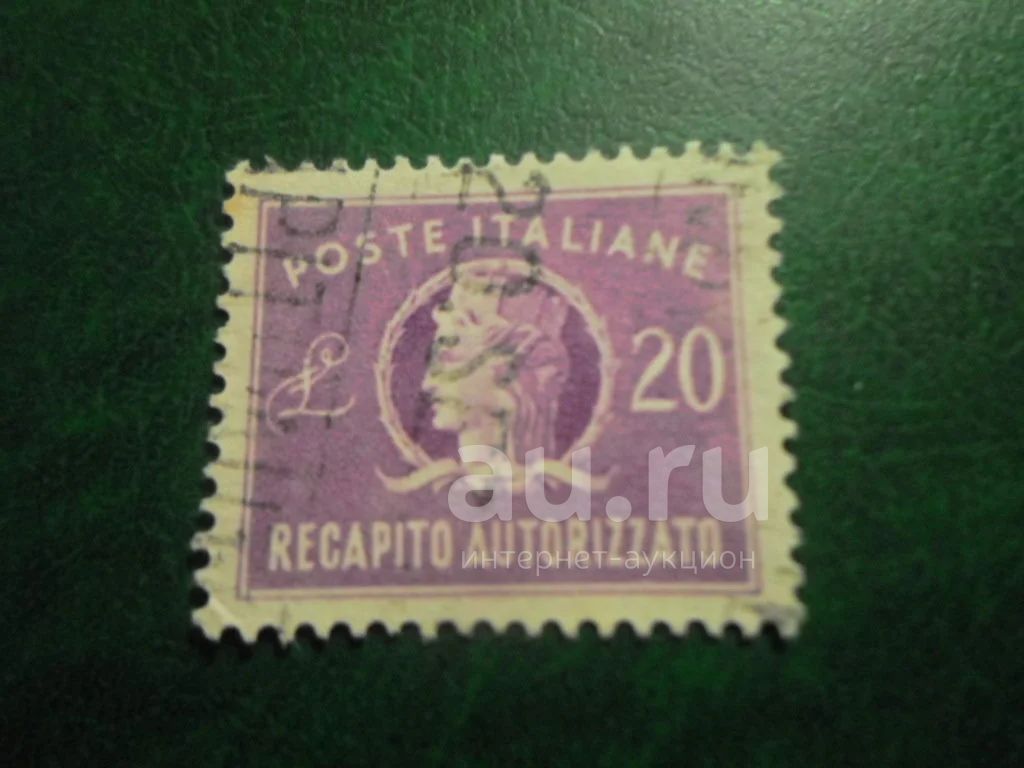 POSTE ITALIANE
£ 20
RECAPITO AUTORIZZATO
au.ru
интернет-аукцион